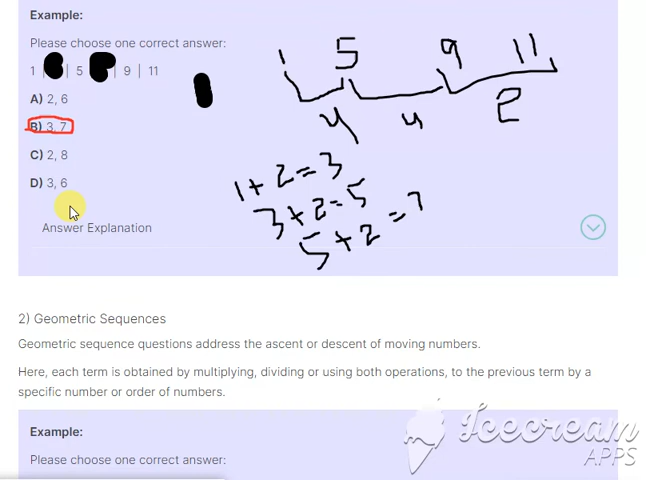 Example:
Please choose one correct answer:
1 | | 5 | | 9 | 11
A) 2, 6
B) 3, 7
C) 2, 8
D) 3, 6
Answer Explanation
1 5 9 11
4 4 2
1+2=3
3+2=5
5+2=7
2) Geometric Sequences
Geometric sequence questions address the ascent or descent of moving numbers.
Here, each term is obtained by multiplying, dividing or using both operations, to the previous term by a
specific number or order of numbers.
Example:
Please choose one correct answer:
Icecream
APPS